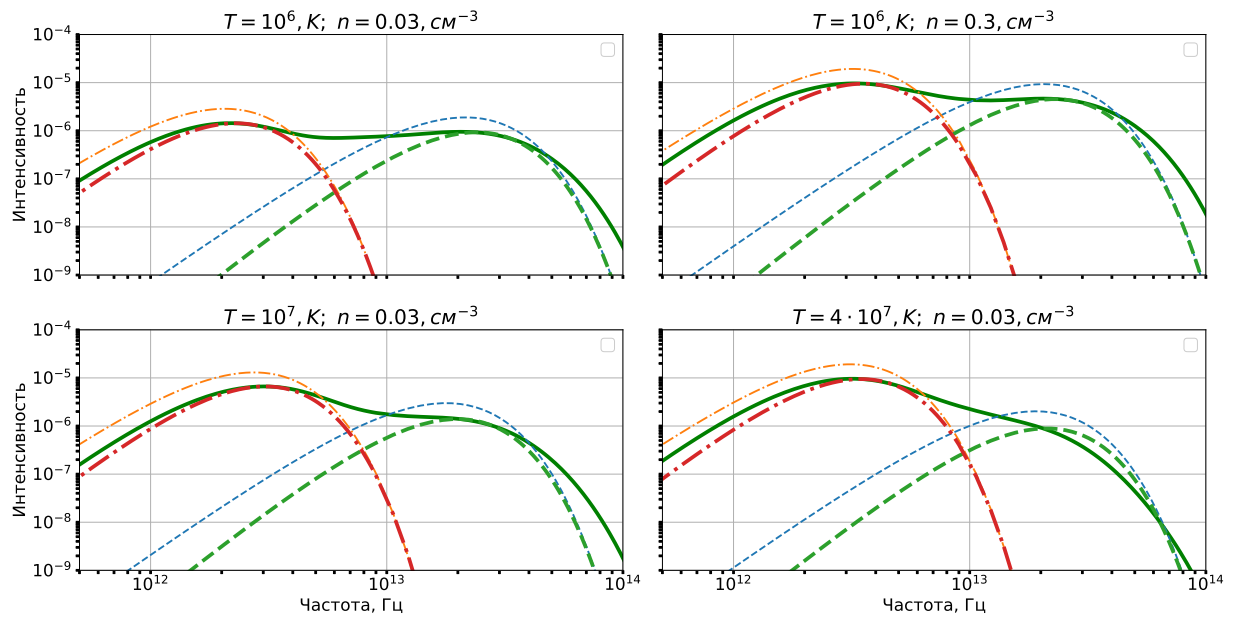 T = 10⁶, K; n = 0.03, см⁻³
T = 10⁶, K; n = 0.3, см⁻³
Интенсивность
10⁻⁴
10⁻⁵
10⁻⁶
10⁻⁷
10⁻⁸
10⁻⁹
T = 10⁷, K; n = 0.03, см⁻³
T = 4 · 10⁷, K; n = 0.03, см⁻³
Интенсивность
10⁻⁴
10⁻⁵
10⁻⁶
10⁻⁷
10⁻⁸
10⁻⁹
10¹² 10¹³ 10¹⁴
10¹² 10¹³ 10¹⁴
Частота, Гц
Частота, Гц